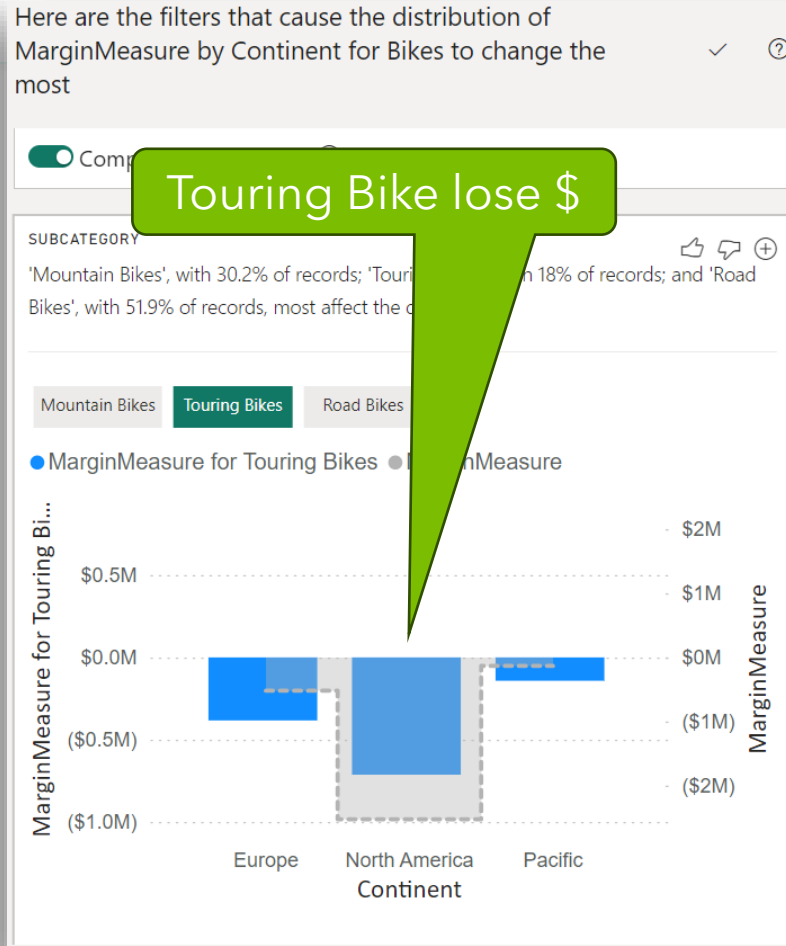 Here are the filters that cause the distribution of
MarginMeasure by Continent for Bikes to change the
most
Comp
Touring Bike lose $
SUBCATEGORY
'Mountain Bikes', with 30.2% of records; 'Touri n 18% of records; and 'Road
Bikes', with 51.9% of records, most affect the
Mountain Bikes Touring Bikes Road Bikes
MarginMeasure for Touring Bikes nMeasure
MarginMeasure for Touring Bi...
$0.5M
$0.0M
($0.5M)
($1.0M)
$2M
$1M
$0M
($1M)
($2M)
MarginMeasure
Europe North America Pacific
Continent